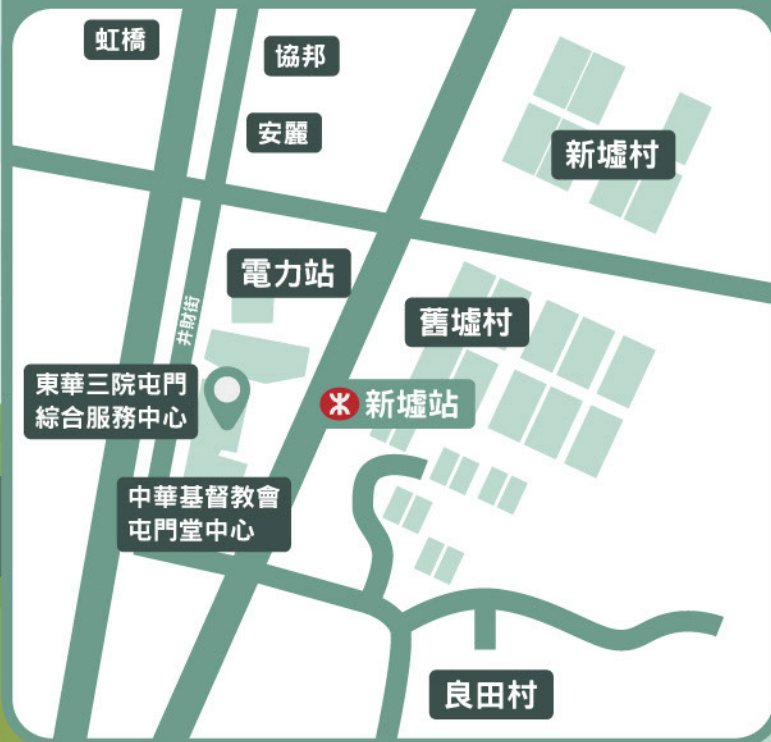 虹橋
協邦
安麗
新墟村
電力站
井財街
舊墟村
東華三院屯門
綜合服務中心
新墟站
中華基督教會
屯門堂中心
良田村